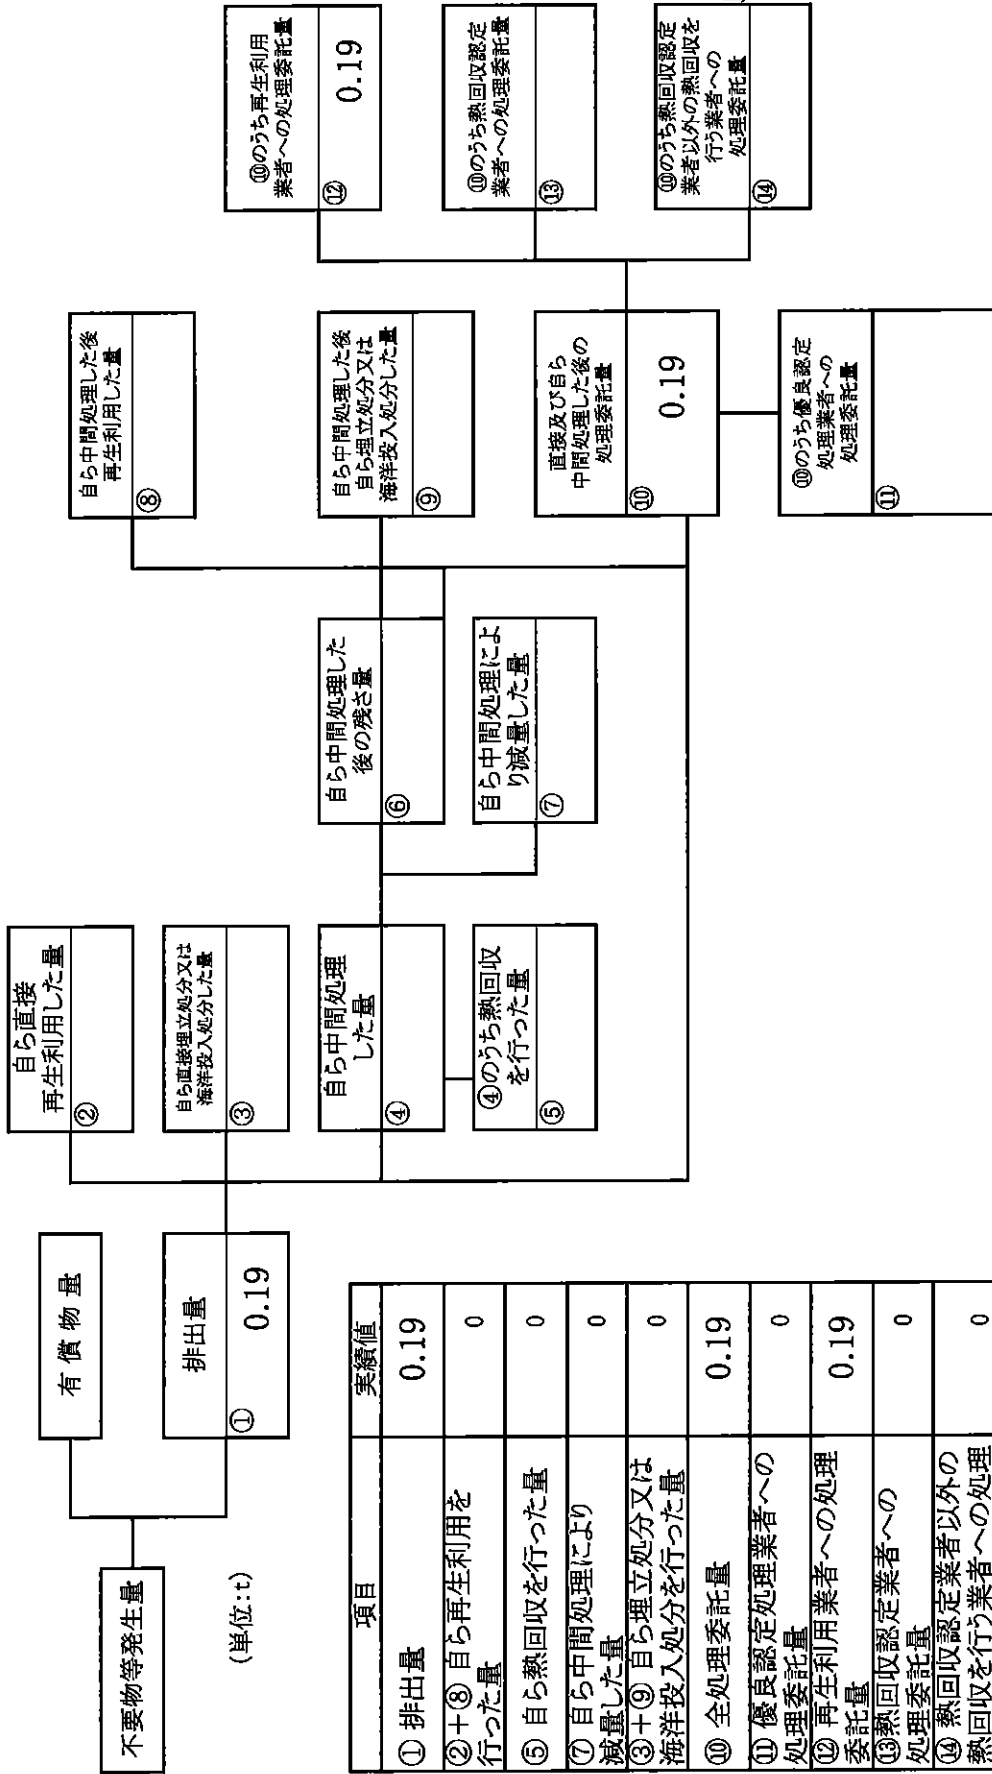 不要物等発生量
(単位:t)
有償物量
排出量
①
0.19
自ら直接
再生利用した量
②
自ら直接埋立処分又は
海洋投入処分した量
③
自ら中間処理
した量
④
④のうち熱回収
を行った量
⑤
自ら中間処理した
後の残さ量
⑥
自ら中間処理によ
り減量した量
⑦
自ら中間処理した後
再生利用した量
⑧
自ら中間処理した後
自ら埋立処分又は
海洋投入処分した量
⑨
直接及び自ら
中間処理した後の
処理委託量
⑩
0.19
⑩のうち優良認定
処理業者への
処理委託量
⑪
⑩のうち再生利用
業者への処理委託量
⑫
0.19
⑩のうち熱回収認定
業者への処理委託量
⑬
⑩のうち熱回収認定
業者以外の熱回収を
行う業者への
処理委託量
⑭
項目 実績値
① 排出量 0.19
②+⑧ 自ら再生利用を
行った量 0
⑤ 自ら熱回収を行った量 0
⑦ 自ら中間処理により
減量した量 0
③+⑨ 自ら埋立処分又は
海洋投入処分を行った量 0
⑩ 全処理委託量 0.19
⑪ 優良認定処理業者への
処理委託量 0
⑫ 再生利用業者への処理
委託量 0.19
⑬熱回収認定業者への
処理委託量 0
⑭ 熱回収認定業者以外の
熱回収を行う業者への処理 0